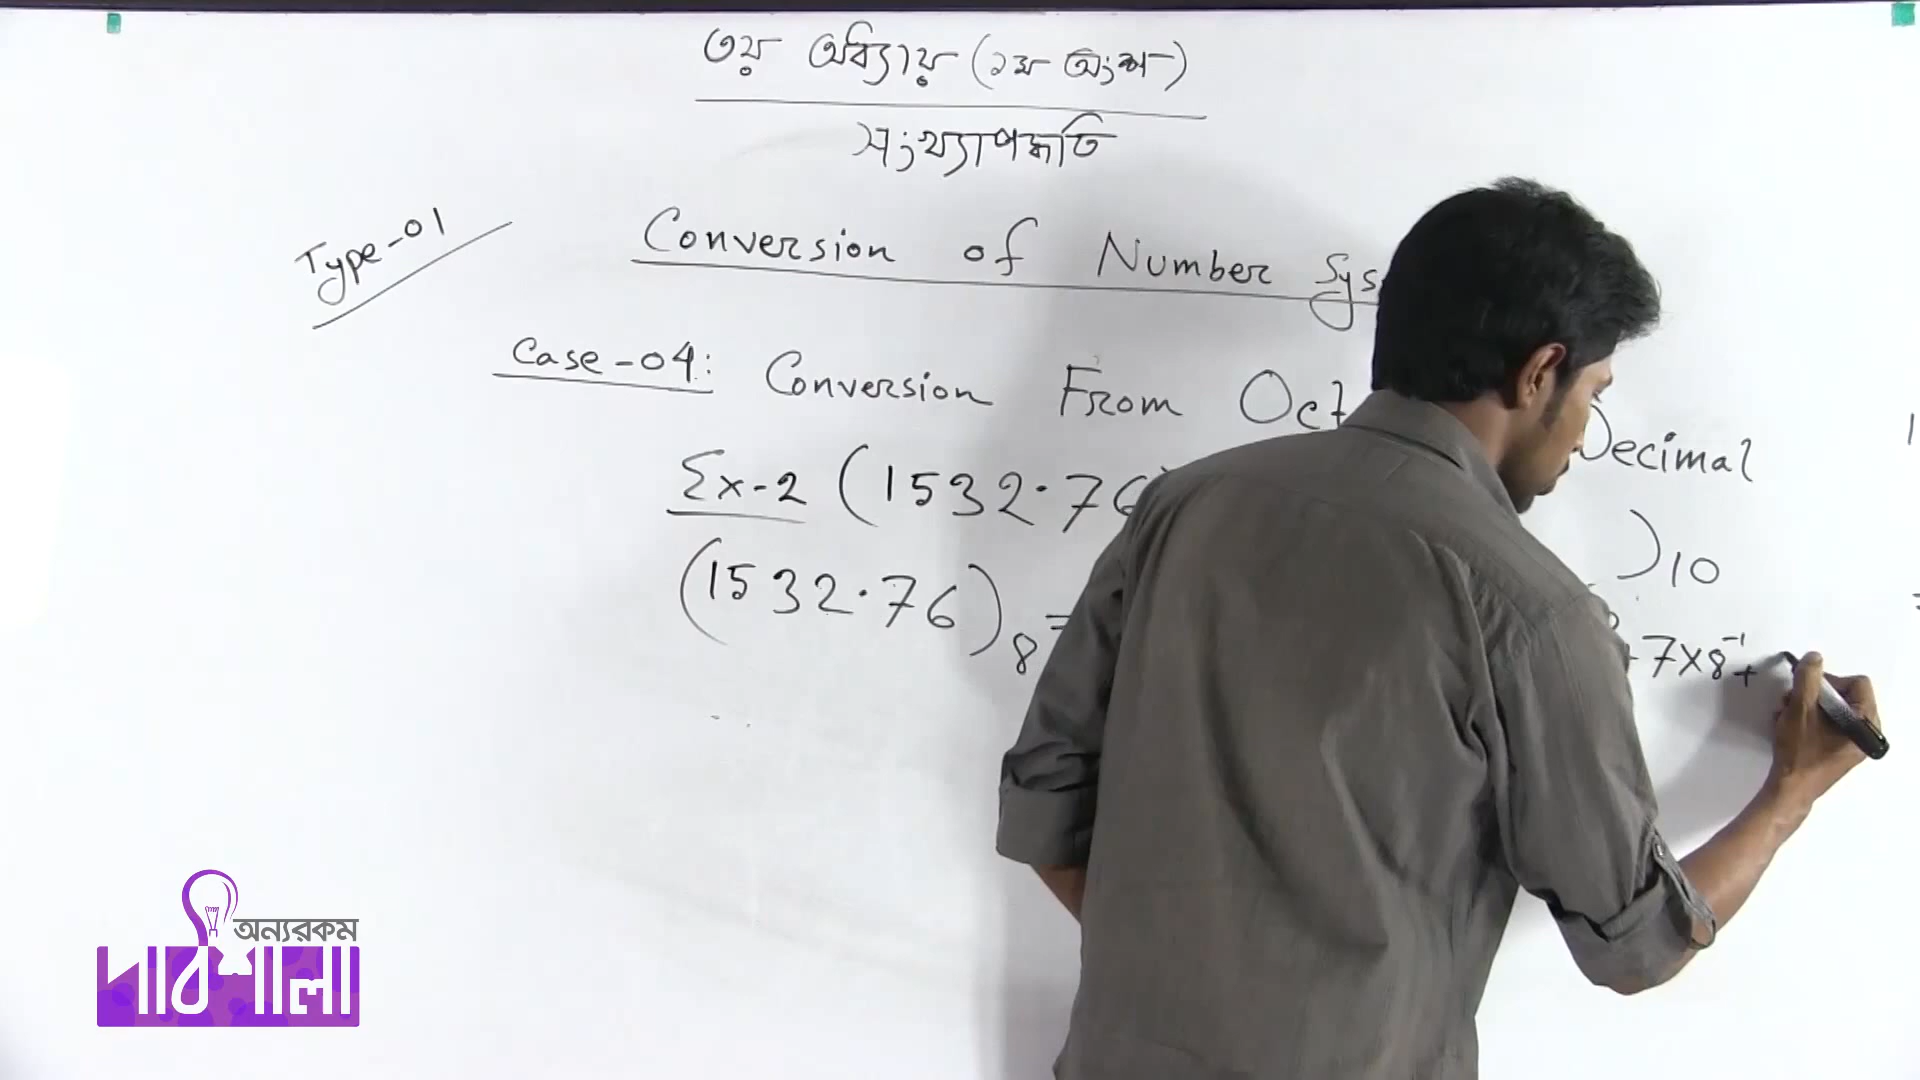 ৩য় অধ্যায় (১ম অংশ)
সংখ্যাপদ্ধতি
Type-01
Conversion of Number Sys
Case-04: Conversion From Oct Decimal
Ex-2 (1532.76
)10
(1532.76)8 = 7×8⁻¹+
অন্যরকম
পাঠশালা